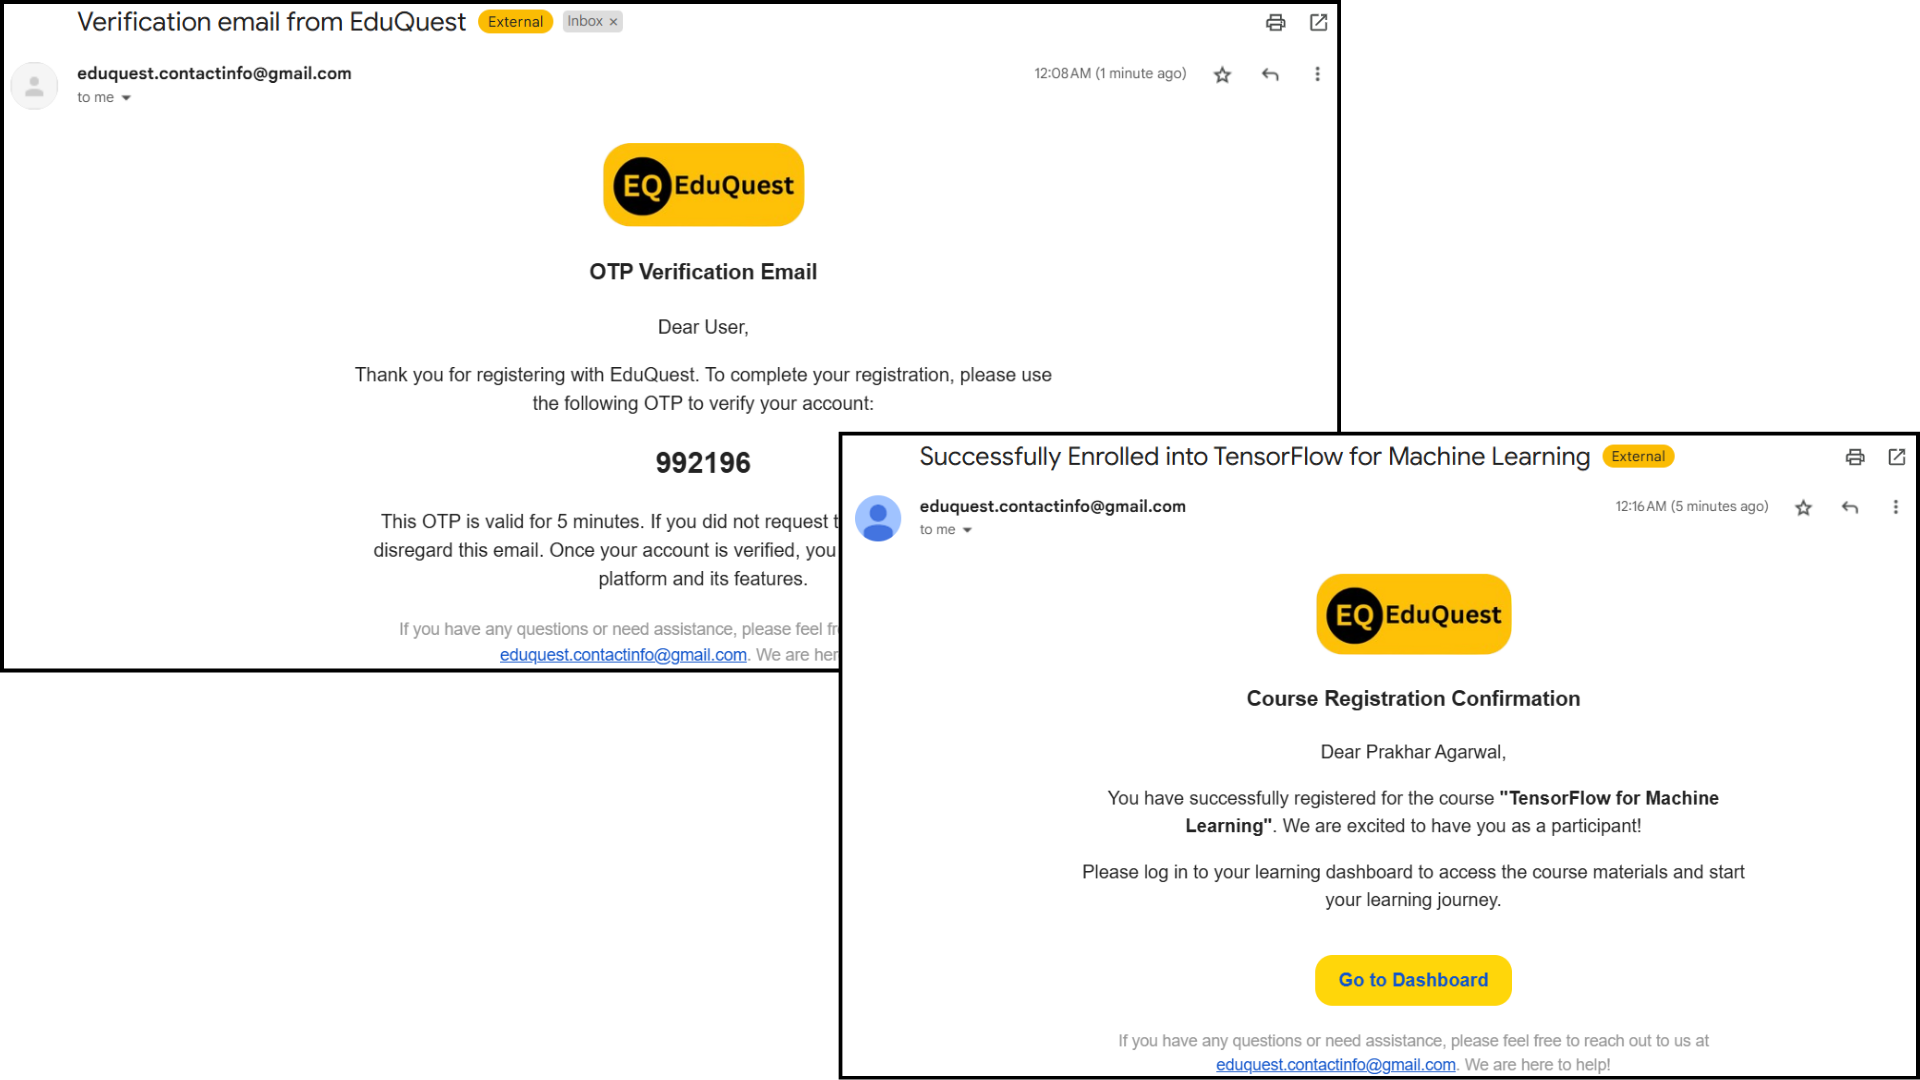 Verification email from EduQuest External Inbox ×
eduquest.contactinfo@gmail.com 12:08 AM (1 minute ago)
to me
EQ EduQuest
OTP Verification Email
Dear User,
Thank you for registering with EduQuest. To complete your registration, please use
the following OTP to verify your account:
992196
This OTP is valid for 5 minutes. If you did not request
disregard this email. Once your account is verified, you
platform and its features.
If you have any questions or need assistance, please feel
eduquest.contactinfo@gmail.com. We are
Successfully Enrolled into TensorFlow for Machine Learning External
eduquest.contactinfo@gmail.com 12:16 AM (5 minutes ago)
to me
EQ EduQuest
Course Registration Confirmation
Dear Prakhar Agarwal,
You have successfully registered for the course "TensorFlow for Machine
Learning". We are excited to have you as a participant!
Please log in to your learning dashboard to access the course materials and start
your learning journey.
Go to Dashboard
If you have any questions or need assistance, please feel free to reach out to us at
eduquest.contactinfo@gmail.com. We are here to help!